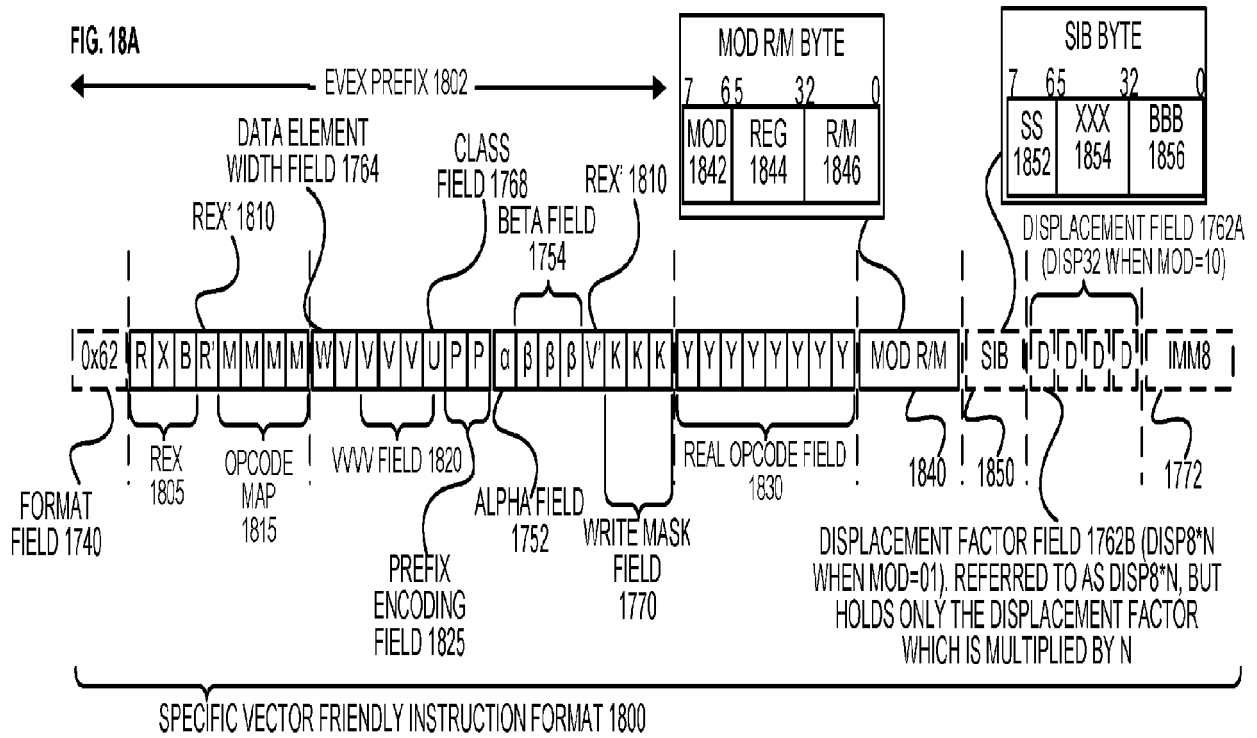 FIG. 18A
EVEX PREFIX 1802
MOD R/M BYTE
7 6 5 3 2 0
MOD 1842
REG 1844
R/M 1846
SIB BYTE
7 6 5 3 2 0
SS 1852
XXX 1854
BBB 1856
DATA ELEMENT
WIDTH FIELD 1764
CLASS
FIELD 1768
REX' 1810
BETA FIELD
1754
REX' 1810
DISPLACEMENT FIELD 1762A
(DISP32 WHEN MOD=10)
0x62 R X B R' M M M M W V V V V U P P α β β β V' K K K Y Y Y Y Y Y Y Y MOD R/M SIB D D D D IMM8
REX
1805
OPCODE
MAP
1815
VVVV FIELD 1820
REAL OPCODE FIELD
1830
1840
1850
1772
FORMAT
FIELD 1740
PREFIX
ENCODING
FIELD 1825
ALPHA FIELD
1752
WRITE MASK
FIELD
1770
DISPLACEMENT FACTOR FIELD 1762B (DISP8*N
WHEN MOD=01). REFERRED TO AS DISP8*N, BUT
HOLDS ONLY THE DISPLACEMENT FACTOR
WHICH IS MULTIPLIED BY N
SPECIFIC VECTOR FRIENDLY INSTRUCTION FORMAT 1800